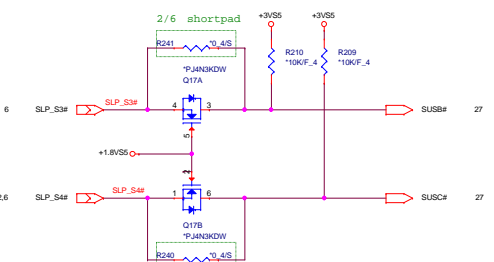 2/6 shortpad
+3VS5 +3VS5
R241 *0_4/S
R210 R209
*10K/F_4 *10K/F_4
*PJ4N3KDW
Q17A
6 SLP_S3# SLP_S3# 4 3 SUSB# 27
5
+1.8VS5
2
2,6 SLP_S4# SLP_S4# 1 6 SUSC# 27
Q17B
*PJ4N3KDW
R240 *0_4/S